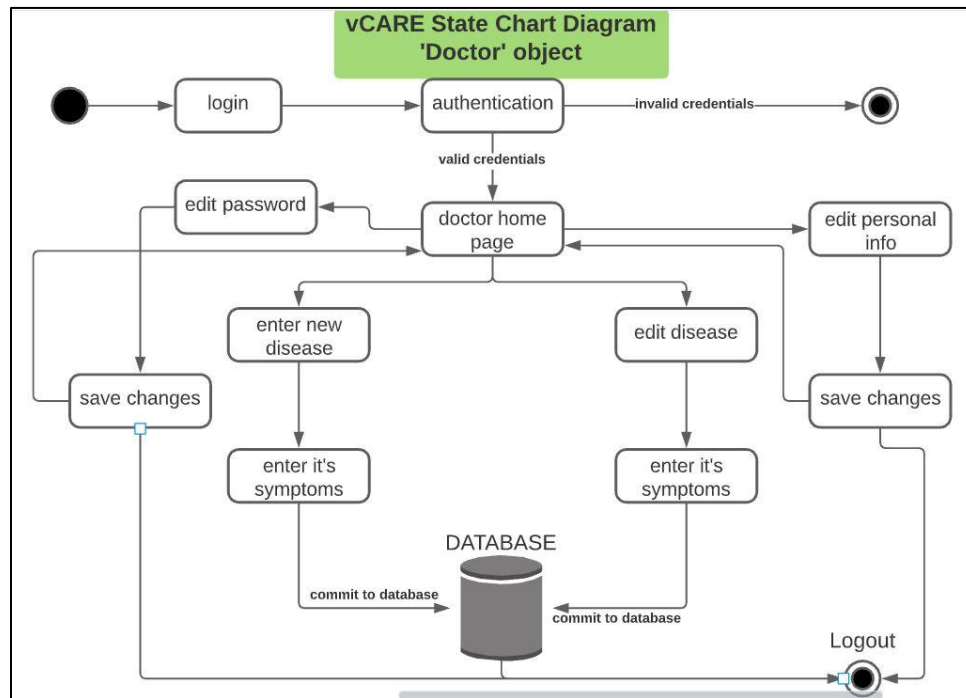 vCARE State Chart Diagram
'Doctor' object
login
authentication
invalid credentials
valid credentials
edit password
doctor home
page
edit personal
info
enter new
disease
edit disease
save changes
save changes
enter it's
symptoms
enter it's
symptoms
DATABASE
commit to database
commit to database
Logout